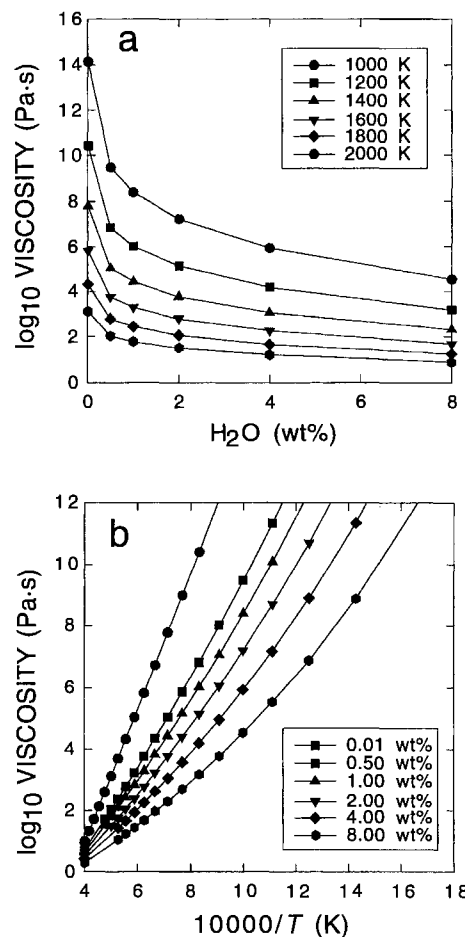 a
16
14
12
10
8
6
4
2
0
log10 VISCOSITY (Pa·s)
1000 K
1200 K
1400 K
1600 K
1800 K
2000 K
0 2 4 6 8
H2O (wt%)
b
12
10
8
6
4
2
0
log10 VISCOSITY (Pa·s)
0.01 wt%
0.50 wt%
1.00 wt%
2.00 wt%
4.00 wt%
8.00 wt%
4 6 8 10 12 14 16 18
10000/T (K)